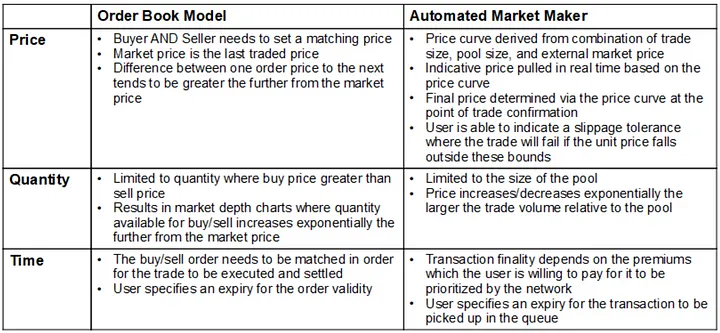 Order Book Model
Automated Market Maker
Price
• Buyer AND Seller needs to set a matching price
• Market price is the last traded price
• Difference between one order price to the next
tends to be greater the further from the market
price
• Price curve derived from combination of trade
size, pool size, and external market price
• Indicative price pulled in real time based on the
price curve
• Final price determined via the price curve at the
point of trade confirmation
• User is able to indicate a slippage tolerance
where the trade will fail if the unit price falls
outside these bounds
Quantity
• Limited to quantity where buy price greater than
sell price
• Results in market depth charts where quantity
available for buy/sell increases exponentially the
further from the market price
• Limited to the size of the pool
• Price increases/decreases exponentially the
larger the trade volume relative to the pool
Time
• The buy/sell order needs to be matched in order
for the trade to be executed and settled
• User specifies an expiry for the order validity
• Transaction finality depends on the premiums
which the user is willing to pay for it to be
prioritized by the network
• User specifies an expiry for the transaction to be
picked up in the queue